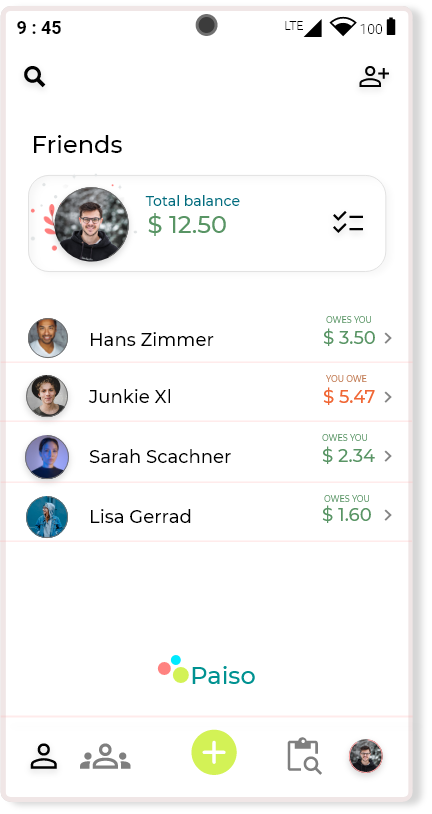 9 : 45
LTE 100
Friends
Total balance
$ 12.50
OWES YOU
Hans Zimmer $ 3.50
YOU OWE
Junkie Xl $ 5.47
OWES YOU
Sarah Scachner $ 2.34
OWES YOU
Lisa Gerrad $ 1.60
Paiso